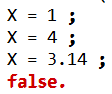 X = 1 ;
X = 4 ;
X = 3.14 ;
false.